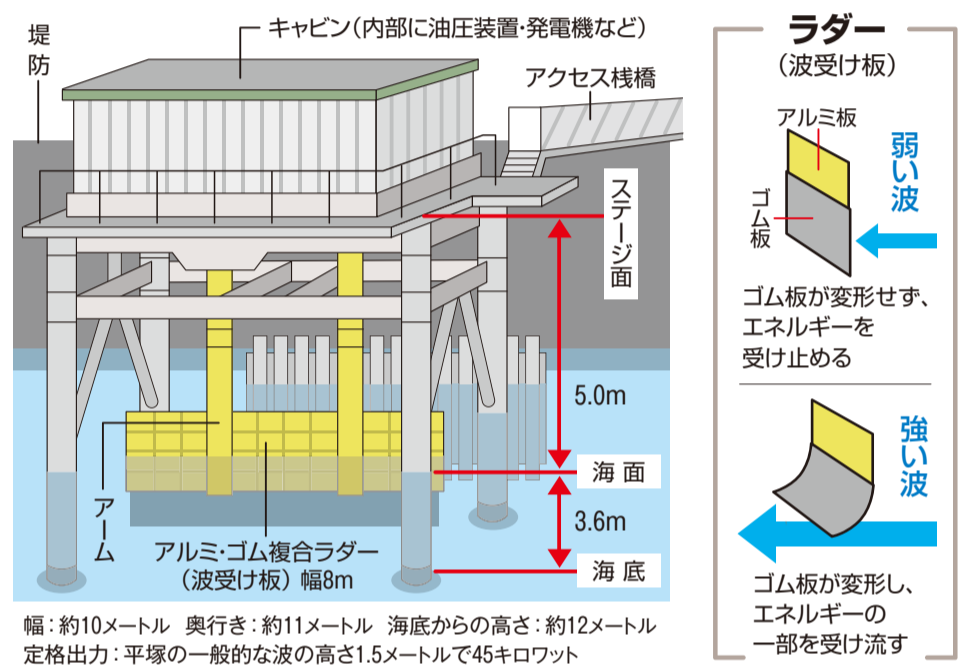 堤防
キャビン(内部に油圧装置・発電機など)
アクセス桟橋
ステージ面
5.0m
海面
3.6m
海底
アーム
アルミ・ゴム複合ラダー
(波受け板) 幅8m
幅:約10メートル 奥行き:約11メートル 海底からの高さ:約12メートル
定格出力:平塚の一般的な波の高さ1.5メートルで45キロワット
ラダー
(波受け板)
アルミ板
ゴム板
弱い波
ゴム板が変形せず、
エネルギーを
受け止める
強い波
ゴム板が変形し、
エネルギーの
一部を受け流す